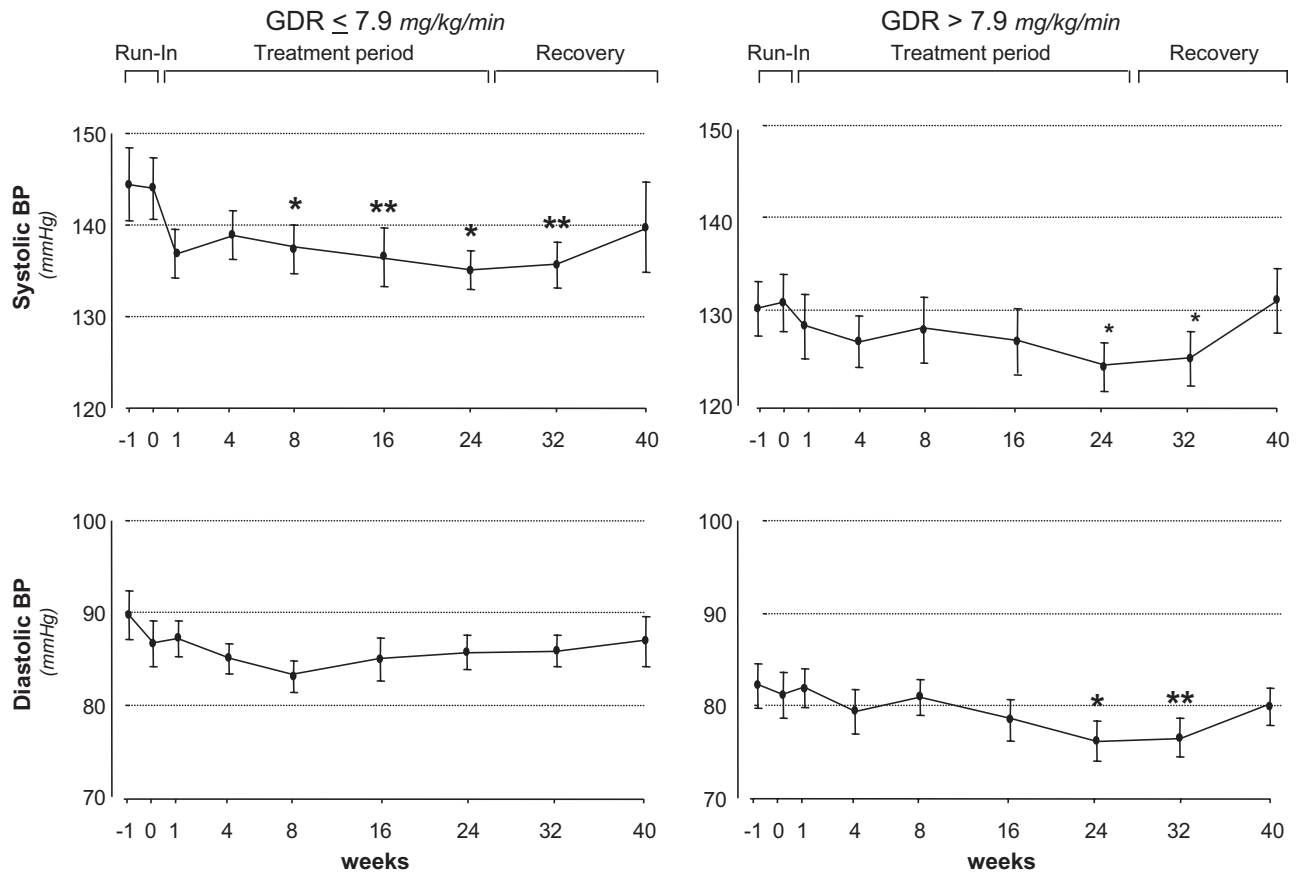 GDR ≤ 7.9 mg/kg/min
GDR > 7.9 mg/kg/min
Run-In Treatment period Recovery
Run-In Treatment period Recovery
Systolic BP
(mmHg)
150
140
130
120
* ** * **
-1 0 1 4 8 16 24 32 40
150
140
130
120
* *
-1 0 1 4 8 16 24 32 40
Diastolic BP
(mmHg)
100
90
80
70
-1 0 1 4 8 16 24 32 40
weeks
100
90
80
70
* **
-1 0 1 4 8 16 24 32 40
weeks